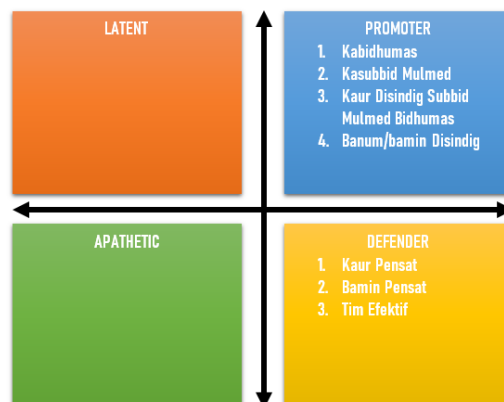 LATENT
PROMOTER
1. Kabidhumas
2. Kasubbid Mulmed
3. Kaur Disindig Subbid
Mulmed Bidhumas
4. Banum/bamin Disindig
APATHETIC
DEFENDER
1. Kaur Pensat
2. Bamin Pensat
3. Tim Efektif